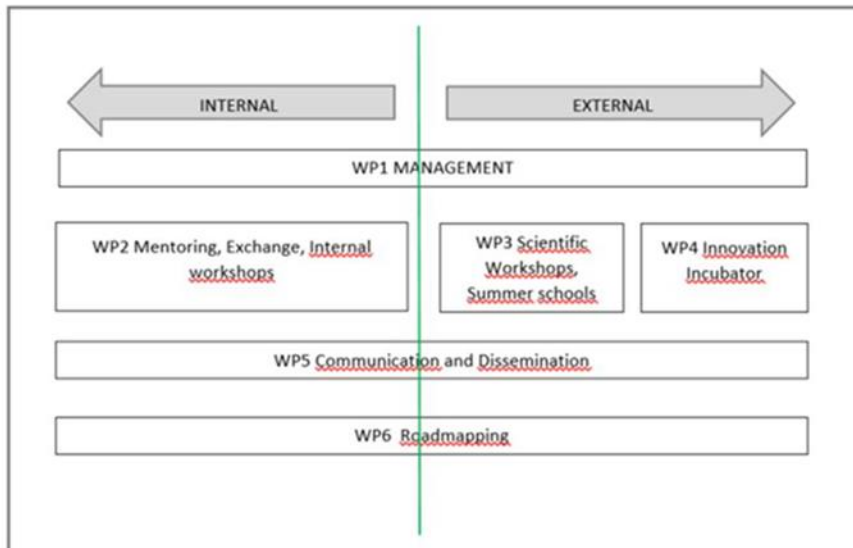 INTERNAL
EXTERNAL
WP1 MANAGEMENT
WP2 Mentoring, Exchange, Internal
workshops
WP3 Scientific
Workshops,
Summer schools
WP4 Innovation
Incubator
WP5 Communication and Dissemination
WP6 Roadmapping